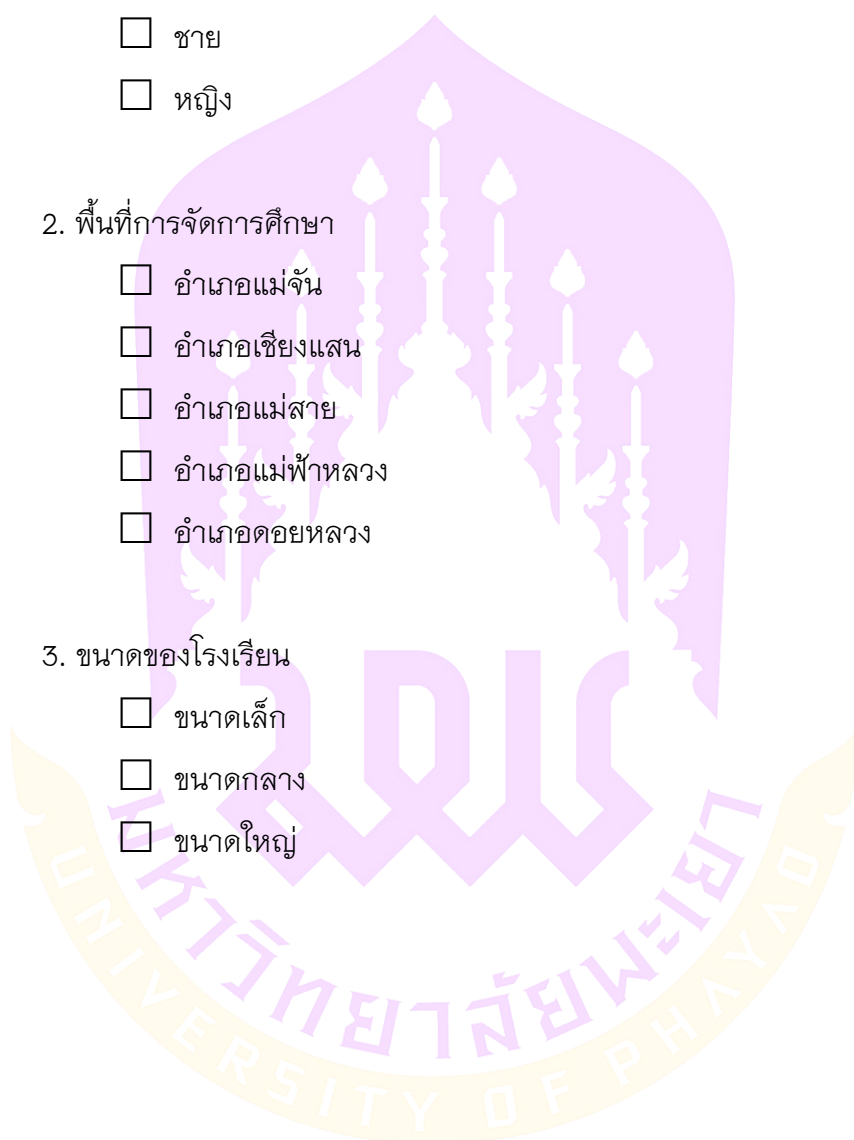 ☐ ชาย
☐ หญิง
2. พื้นที่การจัดการศึกษา
☐ อำเภอแม่จัน
☐ อำเภอเชียงแสน
☐ อำเภอแม่สาย
☐ อำเภอแม่ฟ้าหลวง
☐ อำเภอดอยหลวง
3. ขนาดของโรงเรียน
☐ ขนาดเล็ก
☐ ขนาดกลาง
☐ ขนาดใหญ่
มหาวิทยาลัยพะเยา
UNIVERSITY OF PHAYAO